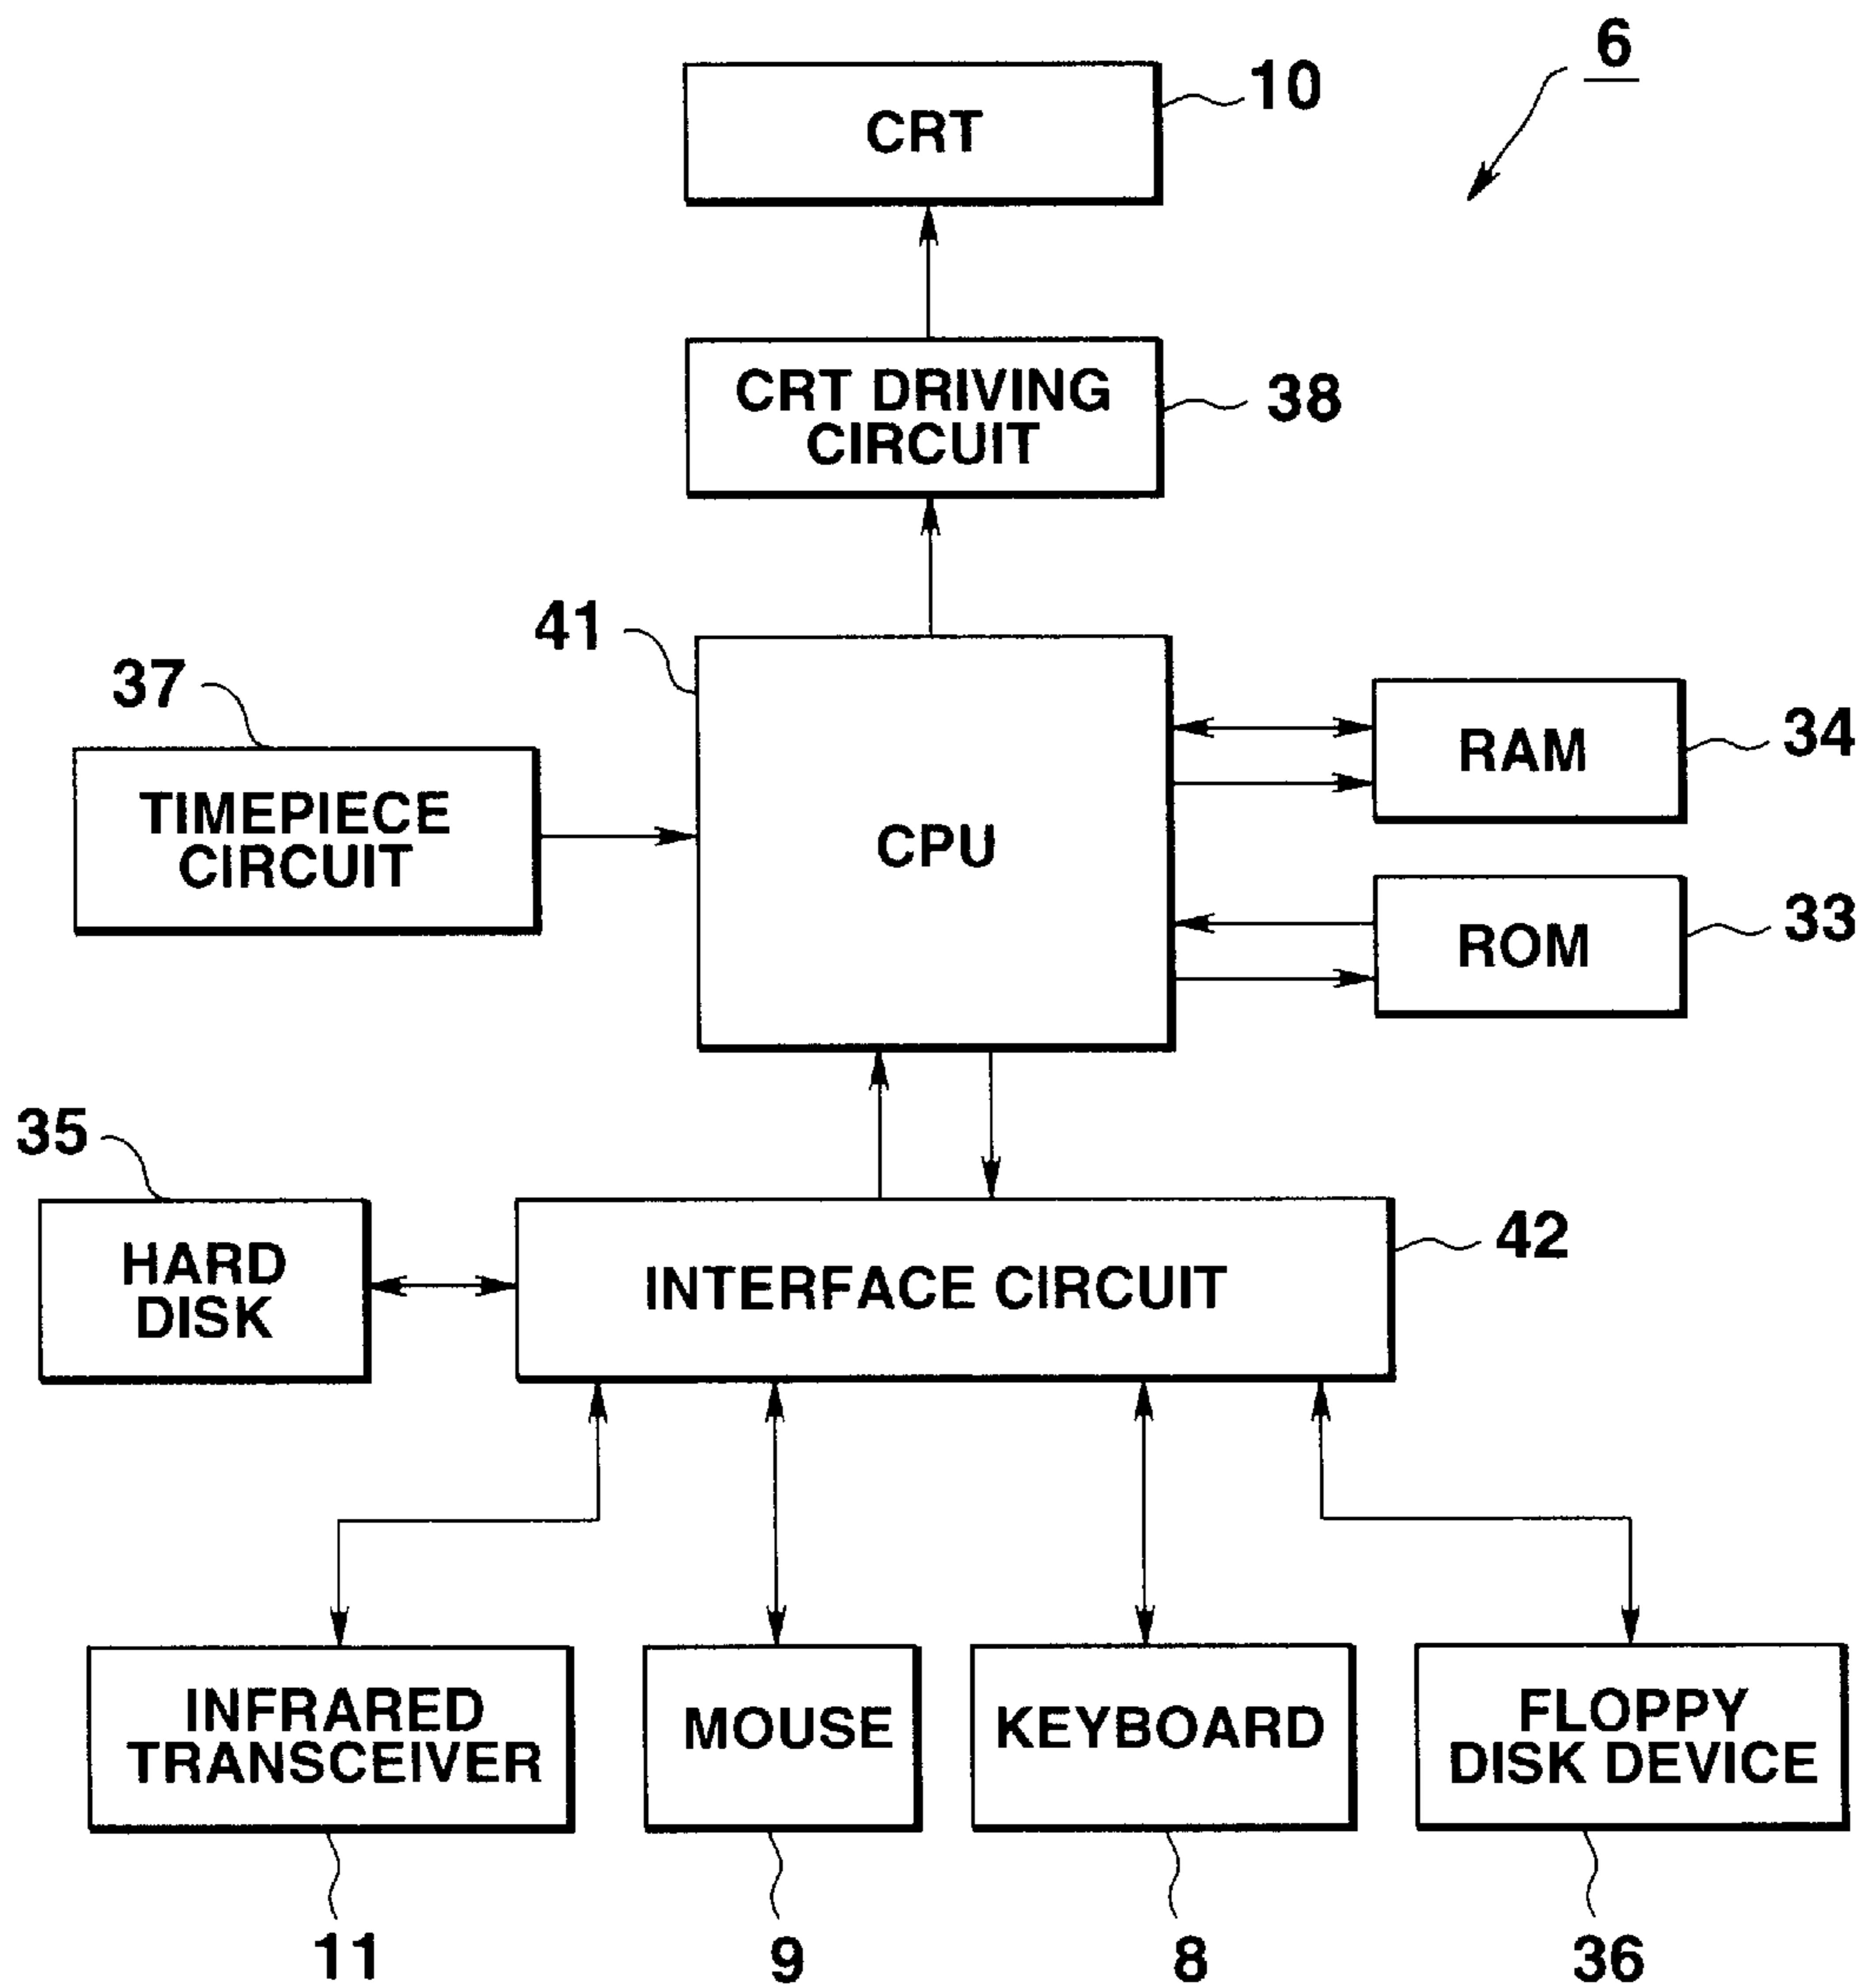 6
CRT
10
CRT DRIVING
CIRCUIT
38
41
37
TIMEPIECE
CIRCUIT
CPU
RAM
34
ROM
33
35
HARD
DISK
INTERFACE CIRCUIT
42
INFRARED
TRANSCEIVER
MOUSE
KEYBOARD
FLOPPY
DISK DEVICE
11
9
8
36